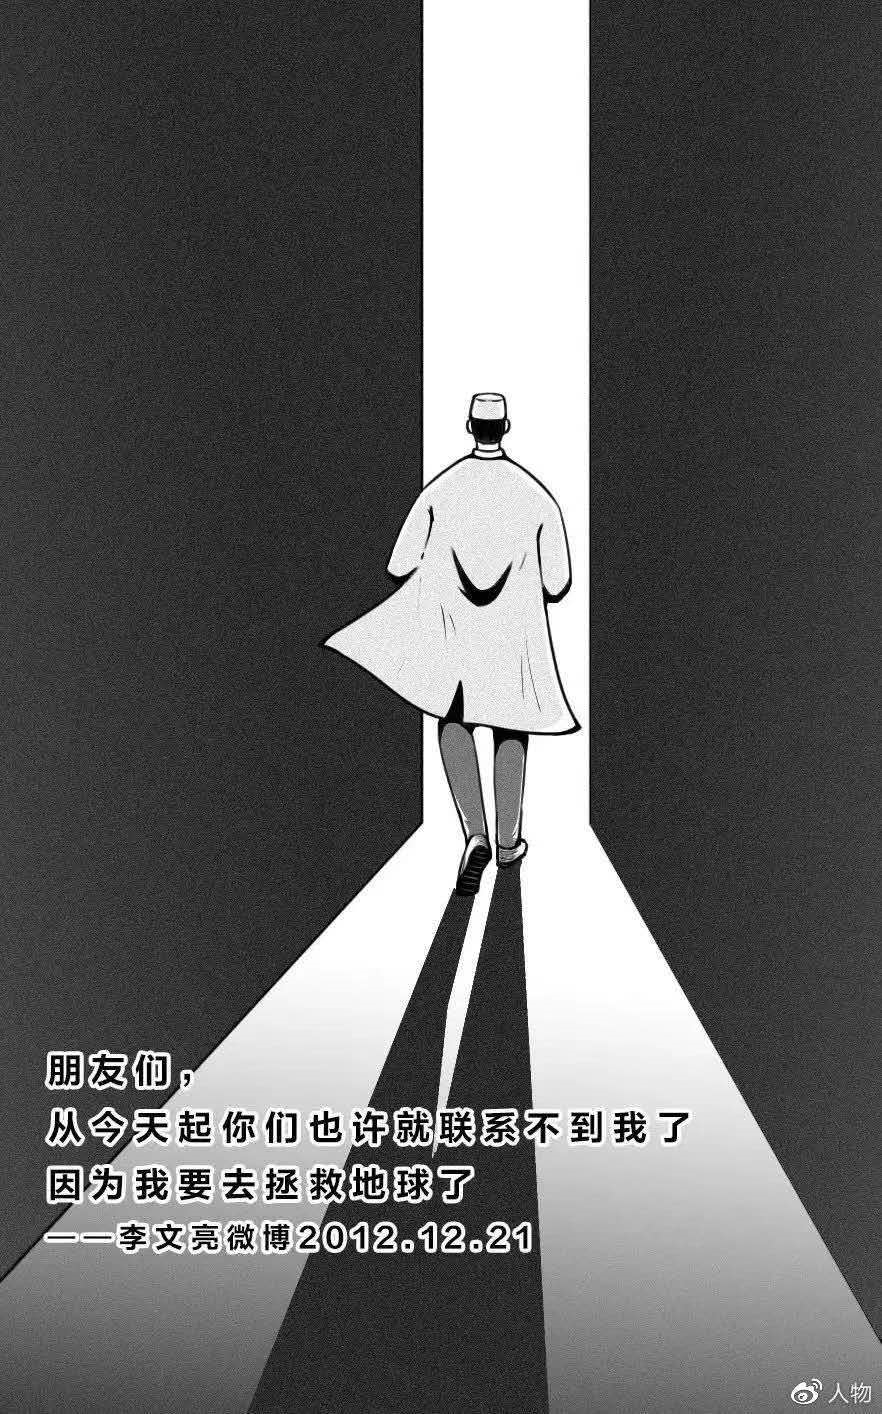 朋友们，
从今天起你们也许就联系不到我了
因为我要去拯救地球了
——李文亮微博2012.12.21
人物